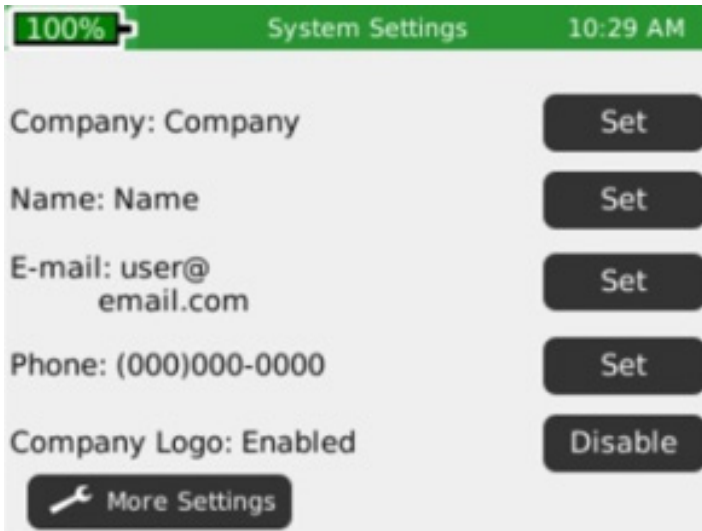 100% System Settings 10:29 AM
Company: Company Set
Name: Name Set
E-mail: user@
email.com Set
Phone: (000)000-0000 Set
Company Logo: Enabled Disable
More Settings